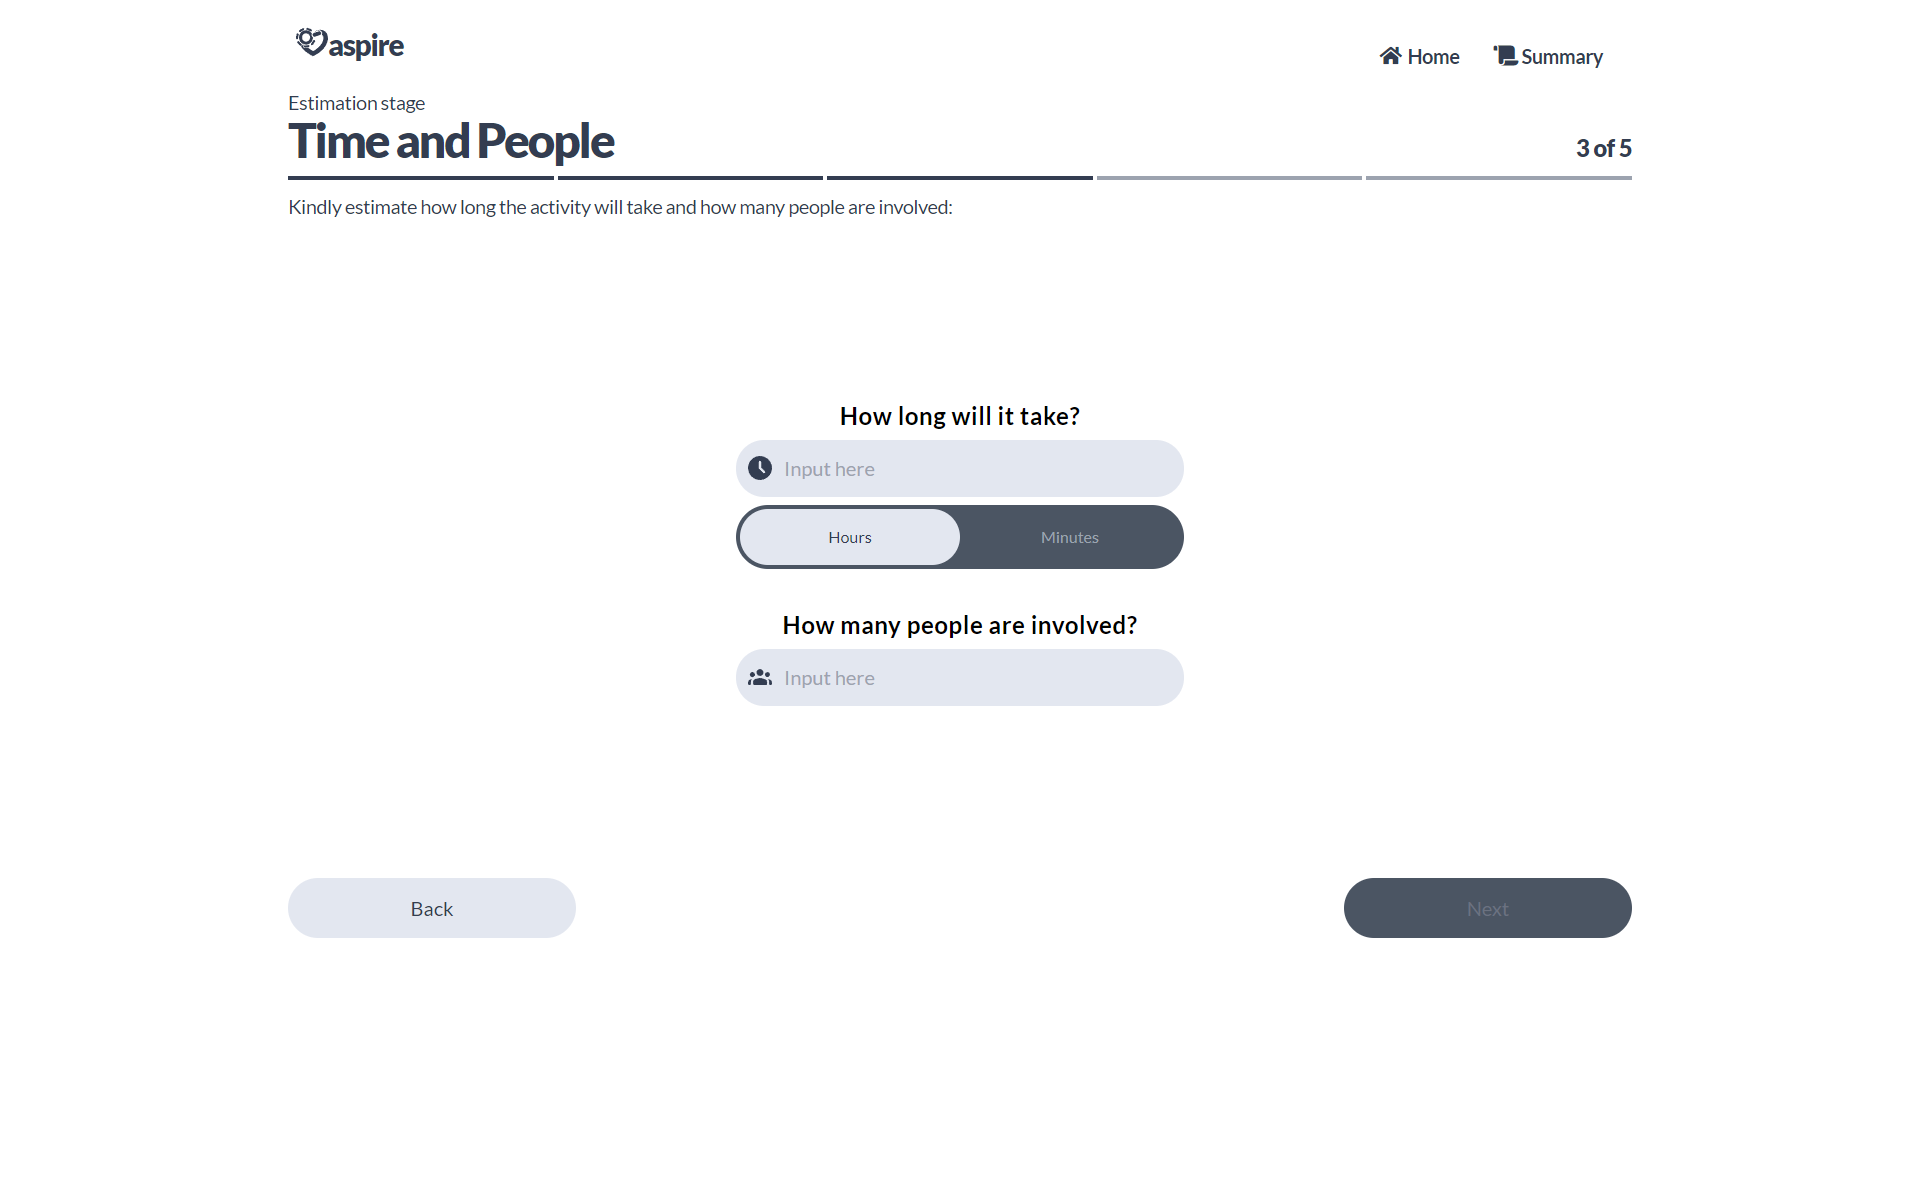 aspire
Home
Summary
Estimation stage
Time and People
3 of 5
Kindly estimate how long the activity will take and how many people are involved:
How long will it take?
Input here
Hours
Minutes
How many people are involved?
Input here
Back
Next